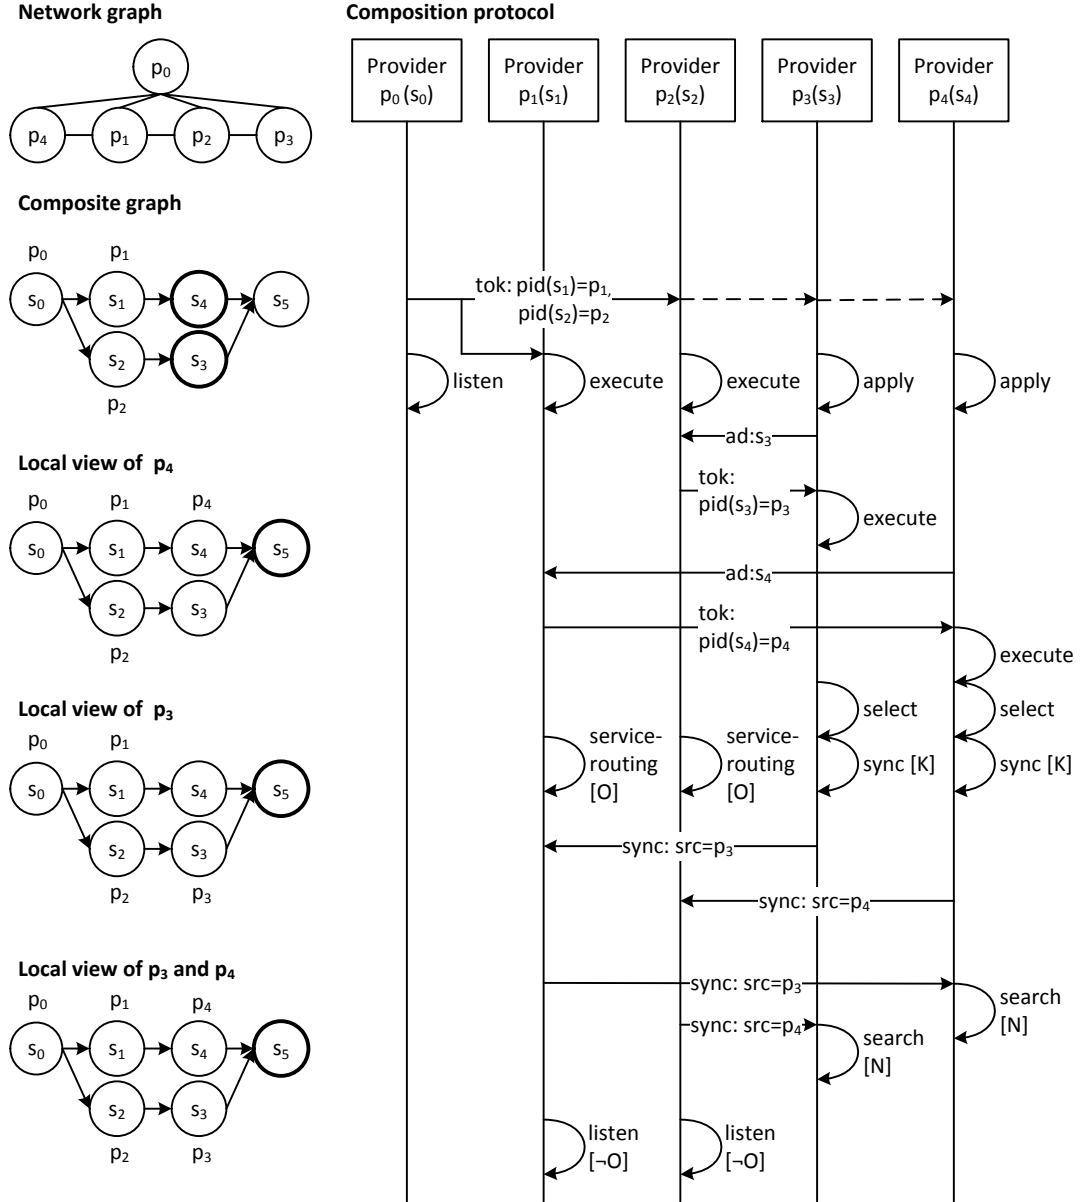 Network graph
p₀
p₄ p₁ p₂ p₃
Composite graph
p₀ p₁
s₀ s₁ s₄ s₅
s₂ s₃
p₂
Local view of p₄
p₀ p₁ p₄
s₀ s₁ s₄ s₅
s₂ s₃
p₂
Local view of p₃
p₀ p₁
s₀ s₁ s₄ s₅
s₂ s₃
p₂ p₃
Local view of p₃ and p₄
p₀ p₁ p₄
s₀ s₁ s₄ s₅
s₂ s₃
p₂ p₃
Composition protocol
Provider
p₀ (s₀)
Provider
p₁(s₁)
Provider
p₂(s₂)
Provider
p₃(s₃)
Provider
p₄(s₄)
tok: pid(s₁)=p₁,
pid(s₂)=p₂
listen
execute
execute
apply
apply
ad:s₃
tok:
pid(s₃)=p₃
execute
ad:s₄
tok:
pid(s₄)=p₄
execute
select
select
service-
routing
[O]
service-
routing
[O]
sync [K]
sync [K]
sync: src=p₃
sync: src=p₄
sync: src=p₃
search
[N]
sync: src=p₄
search
[N]
listen
[¬O]
listen
[¬O]